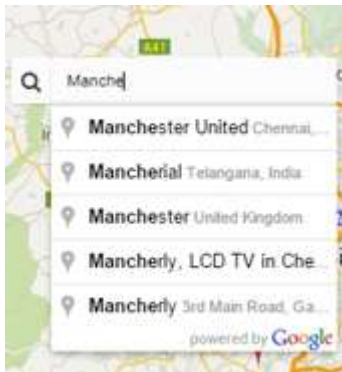 A41
Manche
Manchester United Chennai,...
Mancherial Telangana, India
Manchester United Kingdom
Mancherly, LCD TV in Che...
Mancherly 3rd Main Road, Ga...
powered by Google